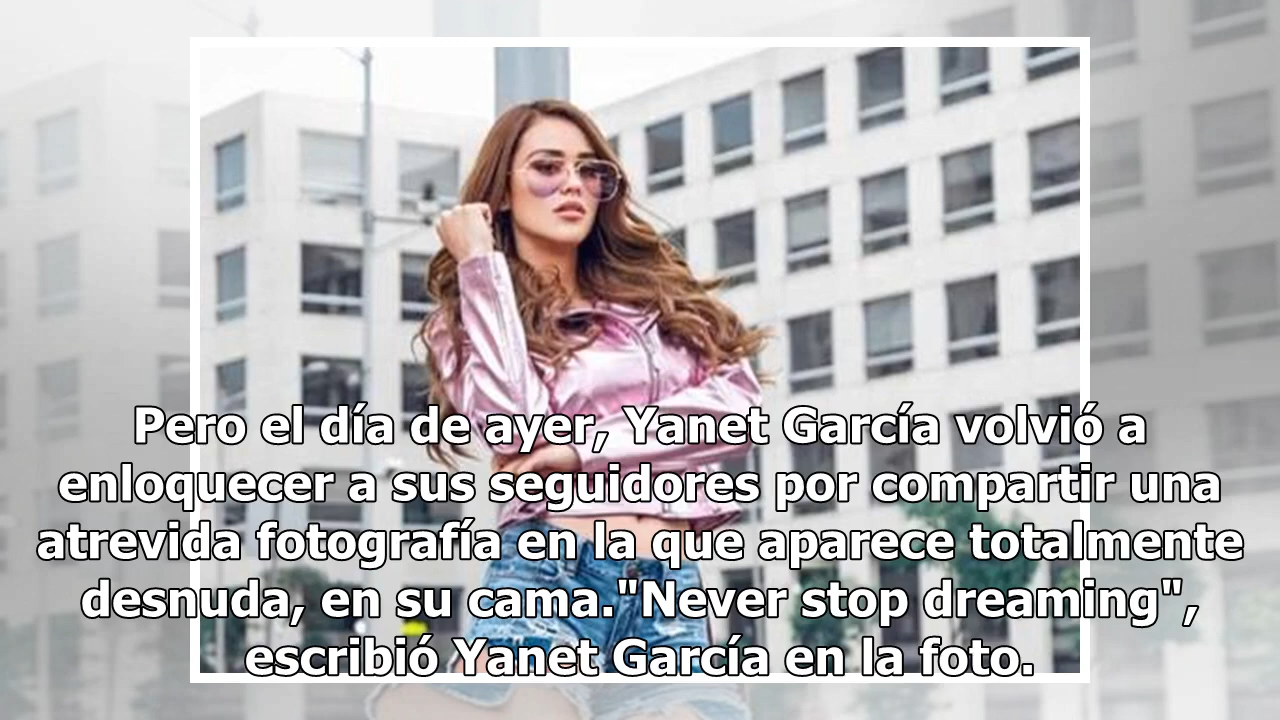 Pero el día de ayer, Yanet García volvió a
enloquecer a sus seguidores por compartir una
atrevida fotografía en la que aparece totalmente
desnuda, en su cama."Never stop dreaming",
escribió Yanet García en la foto.